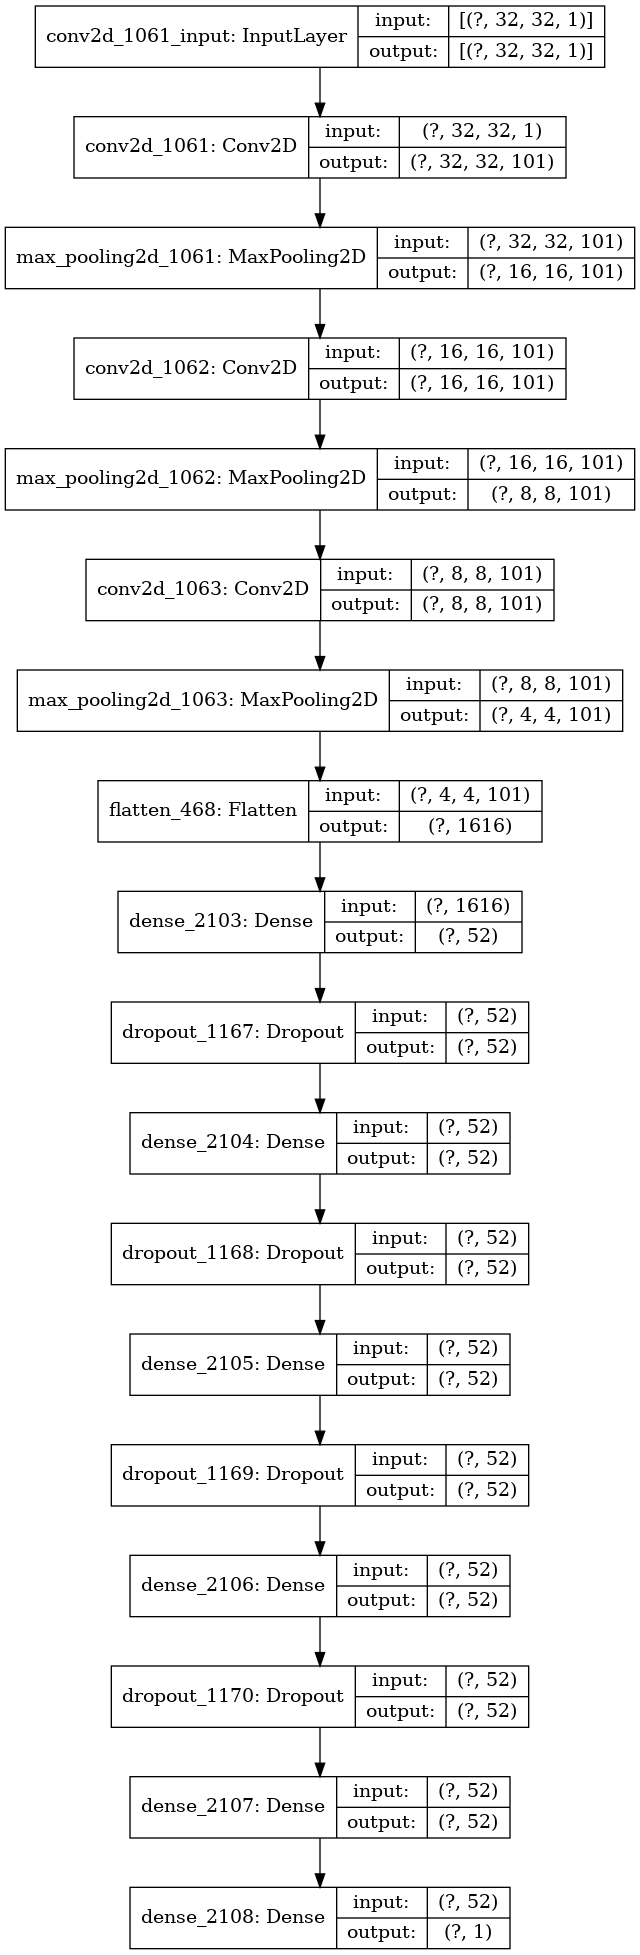 conv2d_1061_input: InputLayer
input:
[(?, 32, 32, 1)]
output:
[(?, 32, 32, 1)]
conv2d_1061: Conv2D
input:
(?, 32, 32, 1)
output:
(?, 32, 32, 101)
max_pooling2d_1061: MaxPooling2D
input:
(?, 32, 32, 101)
output:
(?, 16, 16, 101)
conv2d_1062: Conv2D
input:
(?, 16, 16, 101)
output:
(?, 16, 16, 101)
max_pooling2d_1062: MaxPooling2D
input:
(?, 16, 16, 101)
output:
(?, 8, 8, 101)
conv2d_1063: Conv2D
input:
(?, 8, 8, 101)
output:
(?, 8, 8, 101)
max_pooling2d_1063: MaxPooling2D
input:
(?, 8, 8, 101)
output:
(?, 4, 4, 101)
flatten_468: Flatten
input:
(?, 4, 4, 101)
output:
(?, 1616)
dense_2103: Dense
input:
(?, 1616)
output:
(?, 52)
dropout_1167: Dropout
input:
(?, 52)
output:
(?, 52)
dense_2104: Dense
input:
(?, 52)
output:
(?, 52)
dropout_1168: Dropout
input:
(?, 52)
output:
(?, 52)
dense_2105: Dense
input:
(?, 52)
output:
(?, 52)
dropout_1169: Dropout
input:
(?, 52)
output:
(?, 52)
dense_2106: Dense
input:
(?, 52)
output:
(?, 52)
dropout_1170: Dropout
input:
(?, 52)
output:
(?, 52)
dense_2107: Dense
input:
(?, 52)
output:
(?, 52)
dense_2108: Dense
input:
(?, 52)
output:
(?, 1)